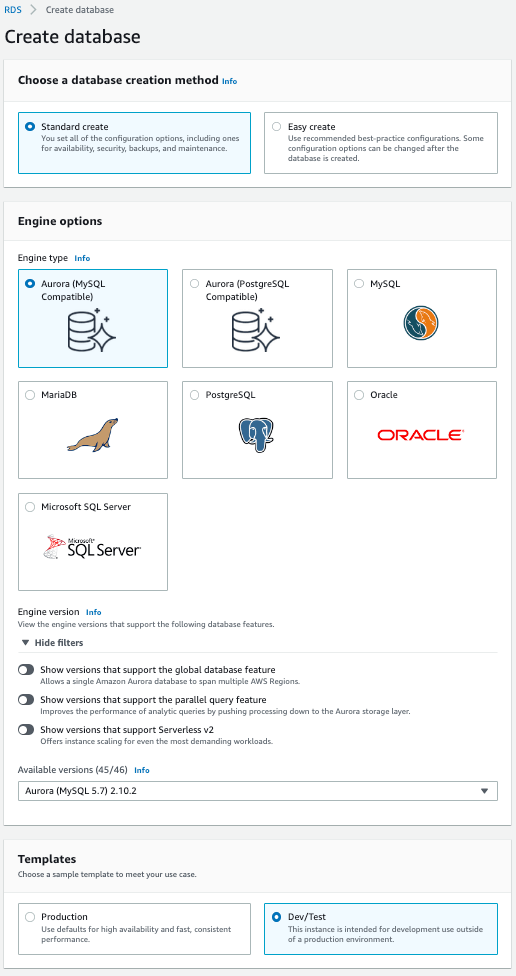 RDS > Create database
Create database
Choose a database creation method Info
Standard create
You set all of the configuration options, including ones
for availability, security, backups, and maintenance.
Easy create
Use recommended best-practice configurations. Some
configuration options can be changed after the
database is created.
Engine options
Engine type Info
Aurora (MySQL
Compatible)
Aurora (PostgreSQL
Compatible)
MySQL
MariaDB
PostgreSQL
Oracle
ORACLE
Microsoft SQL Server
Microsoft
SQL Server
Engine version Info
View the engine versions that support the following database features.
Hide filters
Show versions that support the global database feature
Allows a single Amazon Aurora database to span multiple AWS Regions.
Show versions that support the parallel query feature
Improves the performance of analytic queries by pushing processing down to the Aurora storage layer.
Show versions that support Serverless v2
Offers instance scaling for even the most demanding workloads.
Available versions (45/46) Info
Aurora (MySQL 5.7) 2.10.2
Templates
Choose a sample template to meet your use case.
Production
Use defaults for high availability and fast, consistent
performance.
Dev/Test
This instance is intended for development use outside
of a production environment.